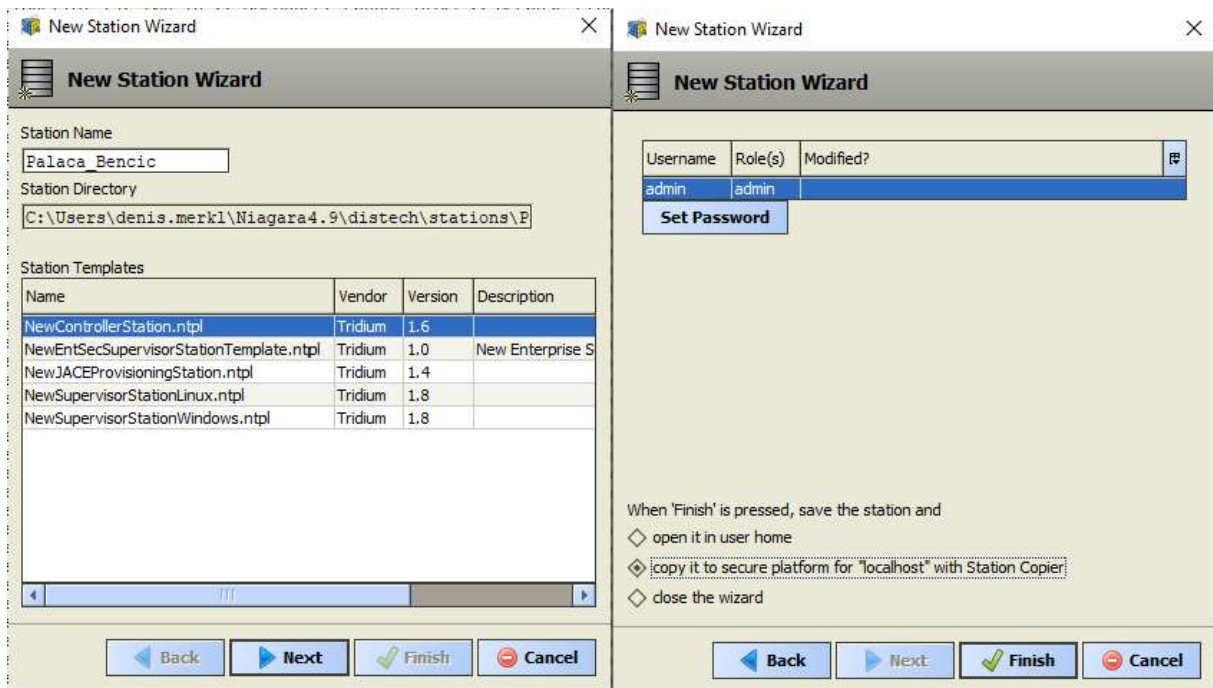 New Station Wizard
New Station Wizard
Station Name
Palaca_Bencic
Station Directory
C:\Users\denis.merkl\Niagara4.9\distech\stations\P
Station Templates
Name Vendor Version Description
NewControllerStation.ntpl Tridium 1.6
NewEntSecSupervisorStationTemplate.ntpl Tridium 1.0 New Enterprise S
NewJACEProvisioningStation.ntpl Tridium 1.4
NewSupervisorStationLinux.ntpl Tridium 1.8
NewSupervisorStationWindows.ntpl Tridium 1.8
Back Next Finish Cancel
New Station Wizard
New Station Wizard
Username Role(s) Modified?
admin admin
Set Password
When 'Finish' is pressed, save the station and
open it in user home
copy it to secure platform for "localhost" with Station Copier
close the wizard
Back Next Finish Cancel